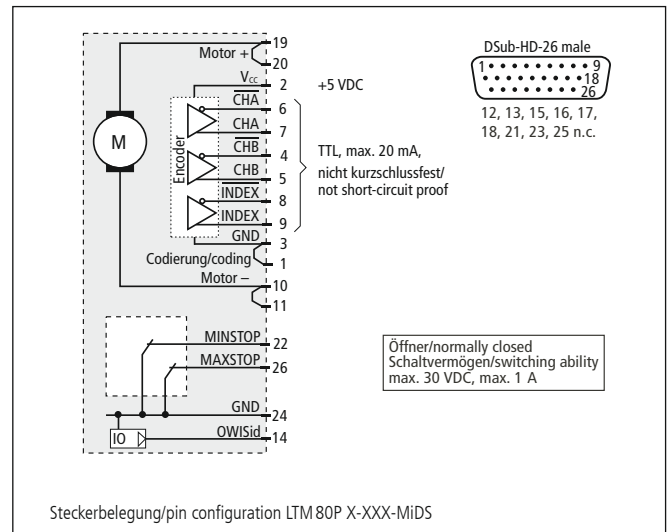 19
Motor +
20
V<sub>cc</sub> 2 +5 VDC
C̅H̅A̅ 6
CHA 7
C̅H̅B̅ 4
CHB 5
I̅N̅D̅E̅X̅ 8
INDEX 9
GND 3
Codierung/coding 1
Motor – 10
11
M
Encoder
TTL, max. 20 mA,
nicht kurzschlussfest/
not short-circuit proof
DSub-HD-26 male
1 9
18
26
12, 13, 15, 16, 17,
18, 21, 23, 25 n.c.
MINSTOP 22
MAXSTOP 26
GND 24
IO OWISid 14
Öffner/normally closed
Schaltvermögen/switching ability
max. 30 VDC, max. 1 A
Steckerbelegung/pin configuration LTM 80P X-XXX-MiDS